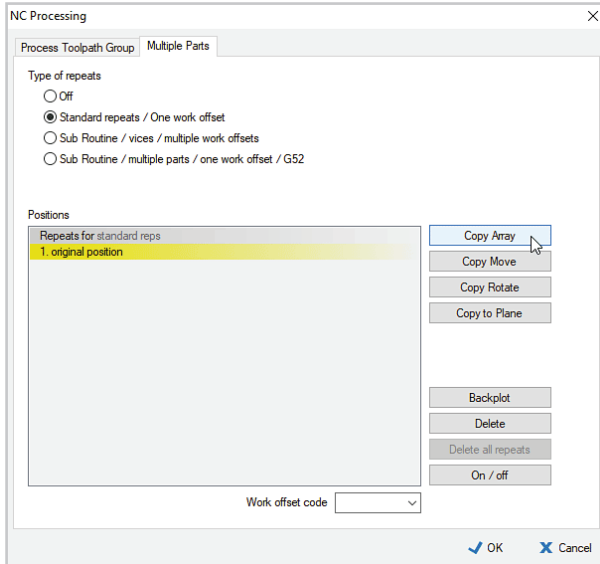 NC Processing
Process Toolpath Group
Multiple Parts
Type of repeats
Off
Standard repeats / One work offset
Sub Routine / vices / multiple work offsets
Sub Routine / multiple parts / one work offset / G52
Positions
Repeats for standard reps
1. original position
Copy Array
Copy Move
Copy Rotate
Copy to Plane
Backplot
Delete
Delete all repeats
On / off
Work offset code
OK
Cancel